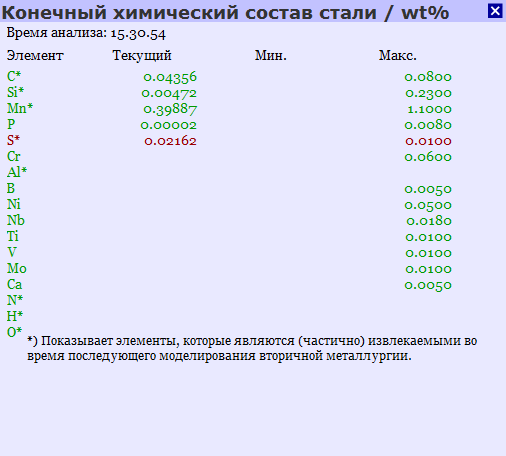 Конечный химический состав стали / wt%
Время анализа: 15.30.54
Элемент Текущий Мин. Макс.
C* 0.04356 0.0800
Si* 0.00472 0.2300
Mn* 0.39887 1.1000
P 0.00002 0.0080
S* 0.02162 0.0100
Cr 0.0600
Al*
B 0.0050
Ni 0.0500
Nb 0.0180
Ti 0.0100
V 0.0100
Mo 0.0100
Ca 0.0050
N*
H*
O*
*) Показывает элементы, которые являются (частично) извлекаемыми во
время последующего моделирования вторичной металлургии.